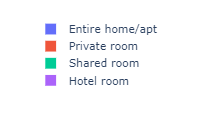 Entire home/apt
Private room
Shared room
Hotel room